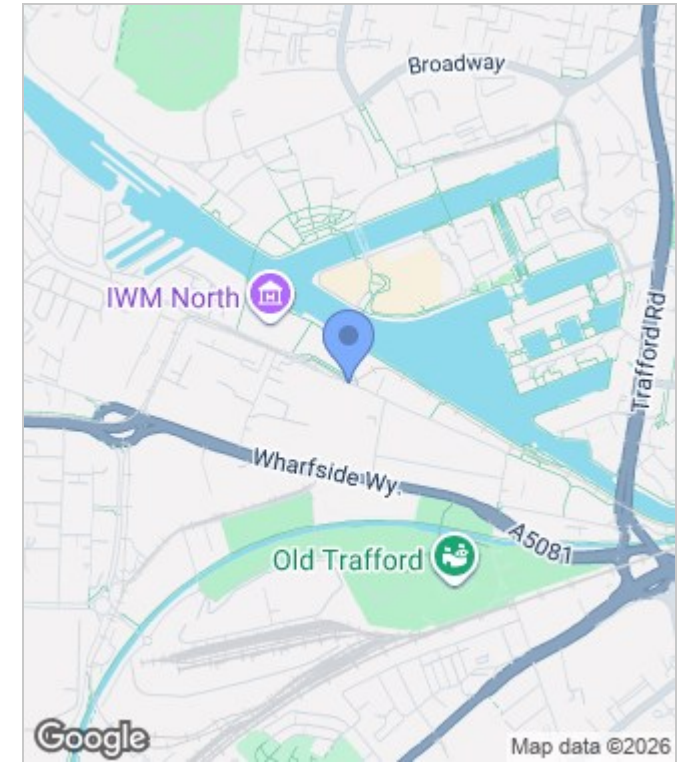 Broadway
IWM North
Trafford Rd
Wharfside Wy.
A5081
Old Trafford
Google
Map data ©2026